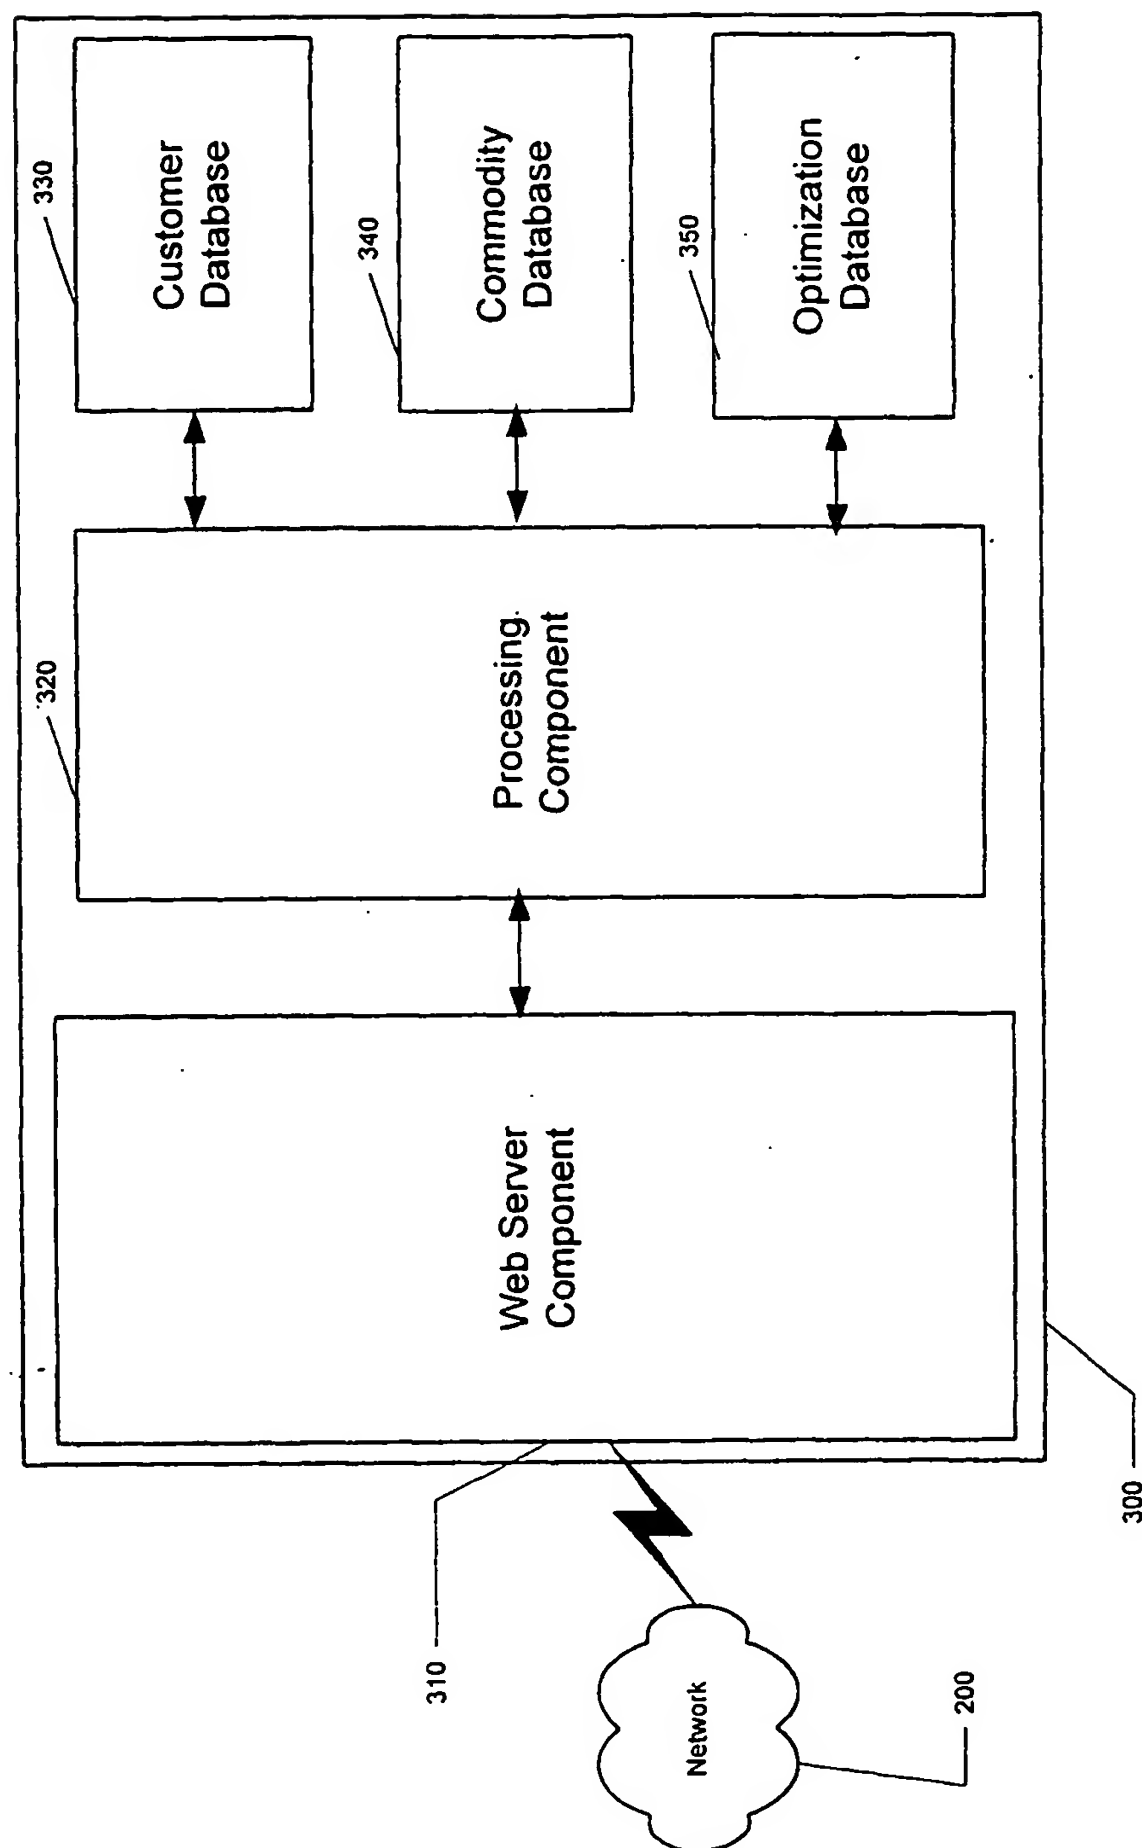 330
Customer
Database
340
Commodity
Database
350
Optimization
Database
320
Processing
Component
Web Server
Component
310
300
Network
200